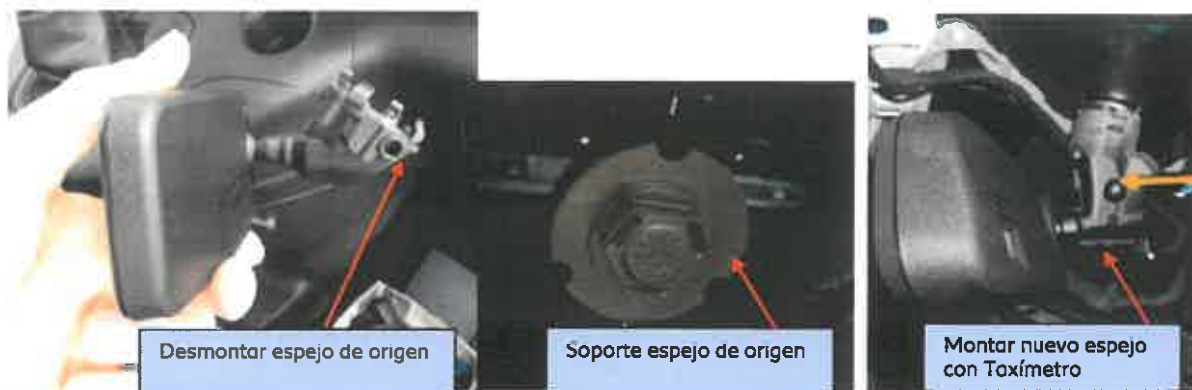 Desmontar espejo de origen
Soporte espejo de origen
Montar nuevo espejo
con Taxímetro